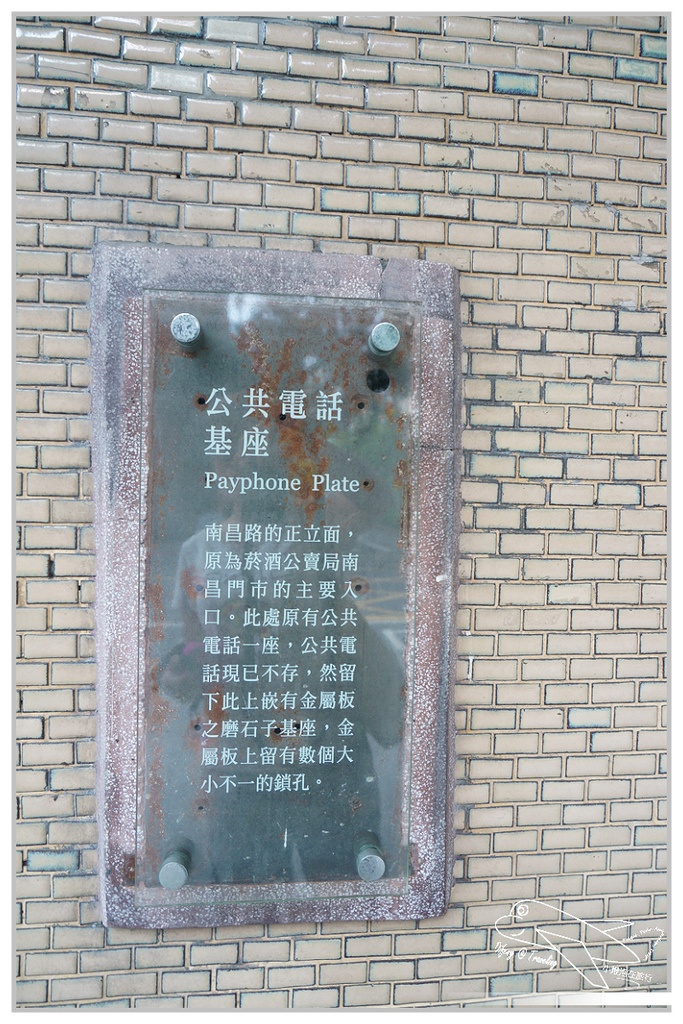 公共電話
基座
Payphone Plate
南昌路的正立面，
原為菸酒公賣局南
昌門市的主要入
口。此處原有公共
電話一座，公共電
話現已不存，然留
下此上嵌有金屬板
之磨石子基座，金
屬板上留有數個大
小不一的鎖孔。